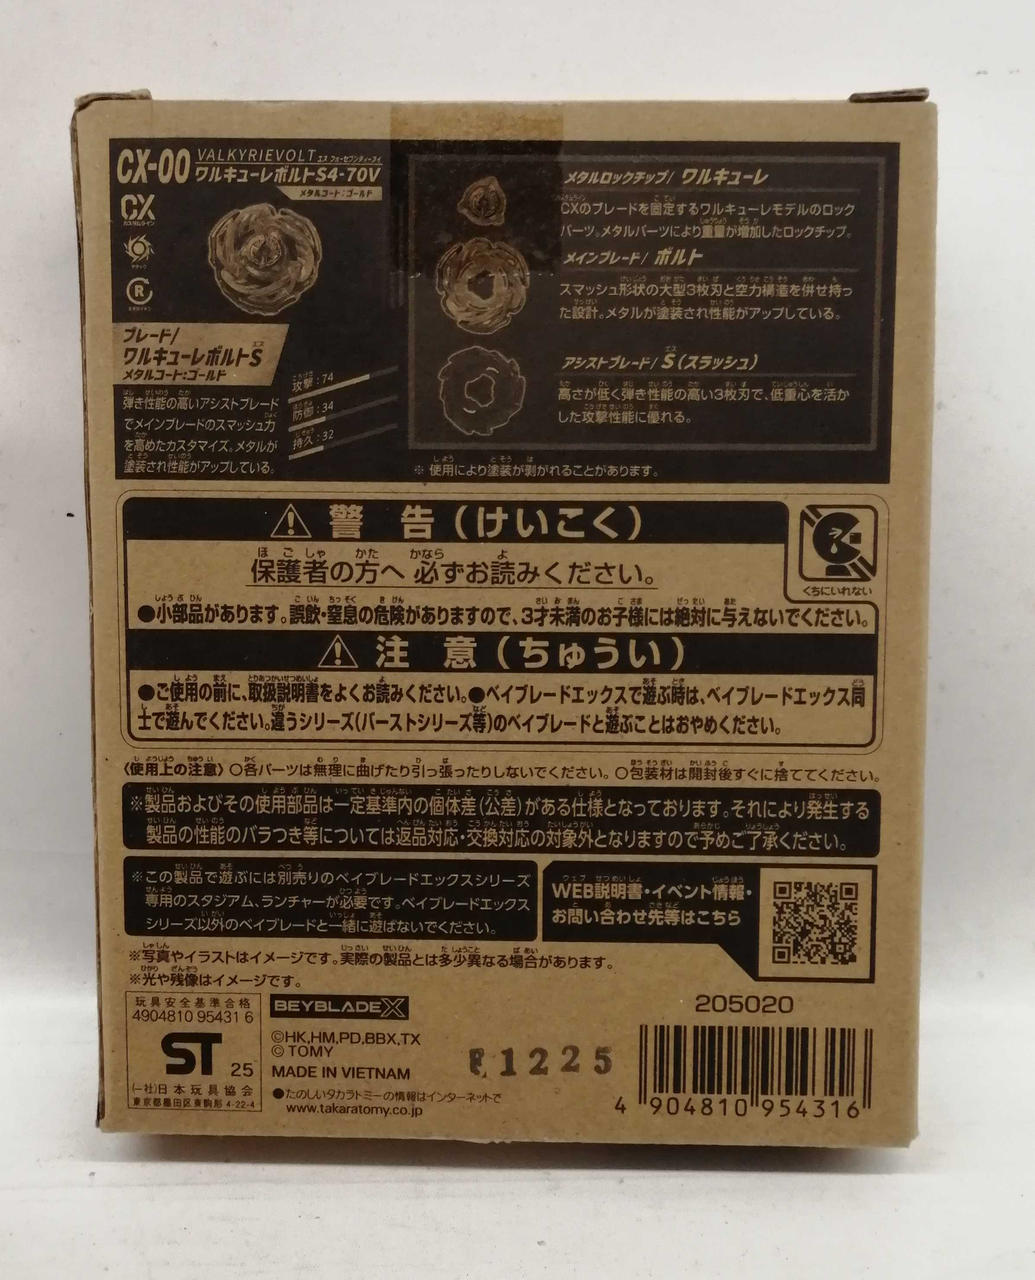 CX-00
VALKYRIEVOLT
ワルキューレボルトS4-70V
メタルコート:ゴールド
CX
カスタムライン
アタック
R
ブレード/
ワルキューレボルトS
メタルコート:ゴールド
攻撃:74
防御:34
持久:32
弾き性能の高いアシストブレード
でメインブレードのスマッシュ力
を高めたカスタマイズ。メタルが
塗装され性能がアップしている。
メタルロックチップ/ ワルキューレ
CXのブレードを固定するワルキューレモデルのロック
パーツ。メタルパーツにより重量が増加したロックチップ。
メインブレード/ ボルト
スマッシュ形状の大型3枚刃と空力構造を併せ持っ
た設計。メタルが塗装され性能がアップしている。
アシストブレード/ S(スラッシュ)
高さが低く弾き性能の高い3枚刃で、低重心を活か
した攻撃性能に優れる。
※ 使用により塗装が剥がれることがあります。
警 告(けいこく)
保護者の方へ 必ずお読みください。
●小部品があります。誤飲・窒息の危険がありますので、3才未満のお子様には絶対に与えないでください。
くちにいれない
注 意(ちゅうい)
●ご使用の前に、取扱説明書をよくお読みください。●ベイブレードエックスで遊ぶ時は、ベイブレードエックス同
士で遊んでください。違うシリーズ(バーストシリーズ等)のベイブレードと遊ぶことはおやめください。
〈使用上の注意〉○各パーツは無理に曲げたり引っ張ったりしないでください。○包装材は開封後すぐに捨ててください。
※製品およびその使用部品は一定基準内の個体差(公差)がある仕様となっております。それにより発生する
製品の性能のバラつき等については返品対応・交換対応の対象外となりますので予めご了承ください。
※この製品で遊ぶには別売りのベイブレードエックスシリーズ
専用のスタジアム、ランチャーが必要です。ベイブレードエックス
シリーズ以外のベイブレードと一緒に遊ばないでください。
WEB説明書・イベント情報・
お問い合わせ先等はこちら
※写真やイラストはイメージです。実際の製品とは多少異なる場合があります。
※光や残像はイメージです。
玩具安全基準合格
4904810 95431 6
ST 25
(一社)日本玩具協会
東京都墨田区東駒形 4-22-4
BEYBLADE X
©HK,HM,PD,BBX,TX
© TOMY
MADE IN VIETNAM
●たのしいタカラトミーの情報はインターネットで
www.takaratomy.co.jp
1225
205020
4 904810 954316